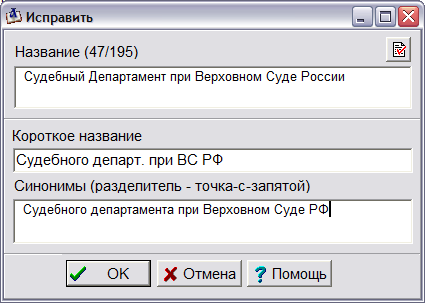 Исправить
Название (47/195)
Судебный Департамент при Верховном Суде России
Короткое название
Судебного департ. при ВС РФ
Синонимы (разделитель - точка-с-запятой)
Судебного департамента при Верховном Суде РФ
OK Отмена ? Помощь